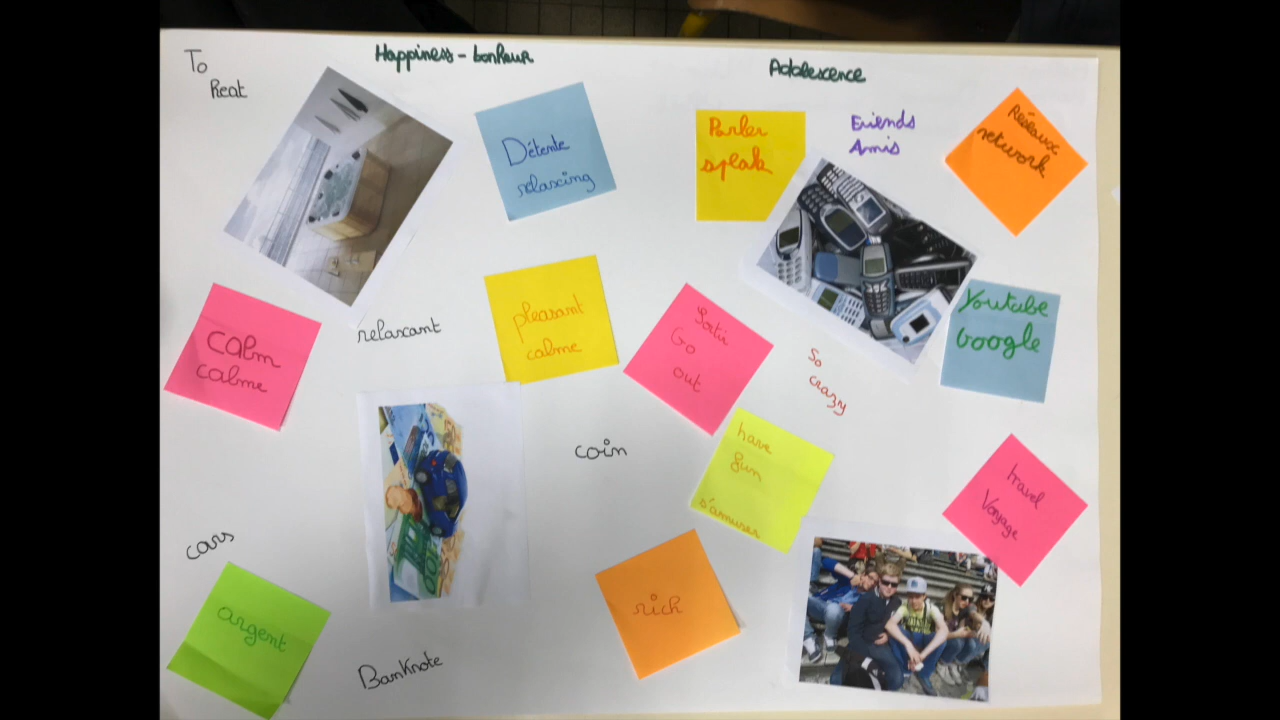 To
Reat
Happiness - bonheur
Détente
relaxing
calm
calme
relaxant
pleasant
calme
coin
cars
argent
BankNote
rich
Adolescence
Parler
speak
Friends
Amis
Réseaux
network
Youtube
Google
Sortir
Go
out
So
crazy
have
fun
s'amuser
travel
Voyage
100